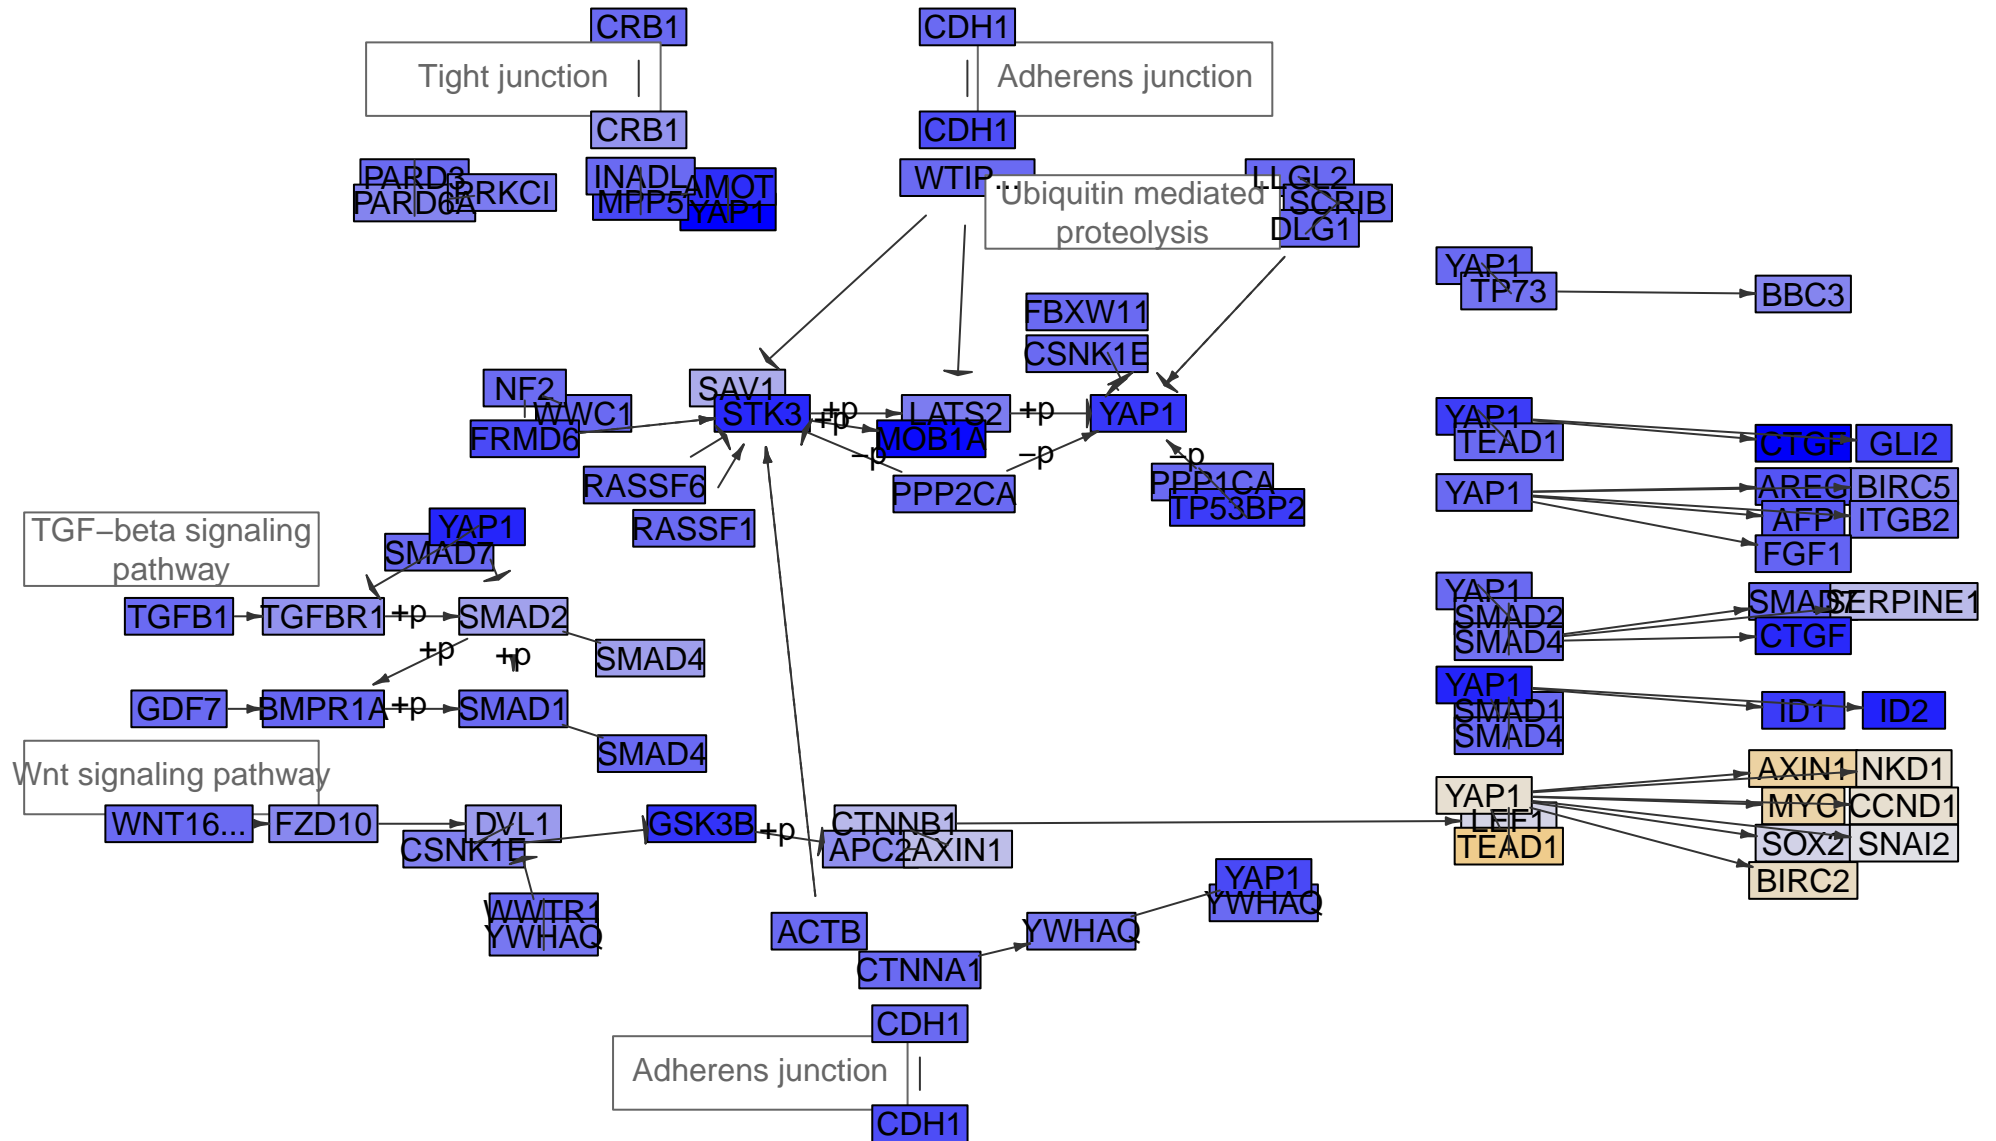 CRB1
CDH1
Tight junction
Adherens junction
CRB1
CDH1
PARD3
PARD6A
PRKCI
INADL
MPP5
AMOT
YAP1
WTIP...
Ubiquitin mediated
proteolysis
LLGL2
SCRIB
DLG1
YAP1
TP73
BBC3
FBXW11
CSNK1E
NF2
WWC1
FRMD6
SAV1
STK3
+p
+p
LATS2
MOB1A
+p
YAP1
−p
−p
−p
RASSF6
RASSF1
PPP2CA
PPP1CA
TP53BP2
YAP1
TEAD1
CTGF
GLI2
YAP1
AREG
BIRC5
AFP
ITGB2
FGF1
TGF−beta signaling
pathway
YAP1
SMAD7
TGFB1
TGFBR1
+p
SMAD2
+p
+p
SMAD4
GDF7
BMPR1A
+p
SMAD1
SMAD4
YAP1
SMAD2
SMAD4
SMAD7
SERPINE1
CTGF
YAP1
SMAD1
SMAD4
ID1
ID2
Wnt signaling pathway
WNT16...
FZD10
DVL1
CSNK1E
GSK3B
+p
CTNNB1
APC2
AXIN1
YAP1
LEF1
TEAD1
AXIN1
NKD1
MYC
CCND1
SOX2
SNAI2
BIRC2
WWTR1
YWHAQ
ACTB
CTNNA1
YWHAQ
YAP1
YWHAQ
CDH1
Adherens junction
CDH1